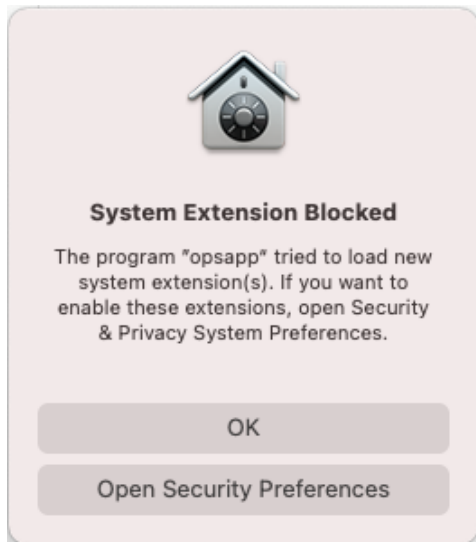 System Extension Blocked
The program "opsapp" tried to load new
system extension(s). If you want to
enable these extensions, open Security
& Privacy System Preferences.
OK
Open Security Preferences